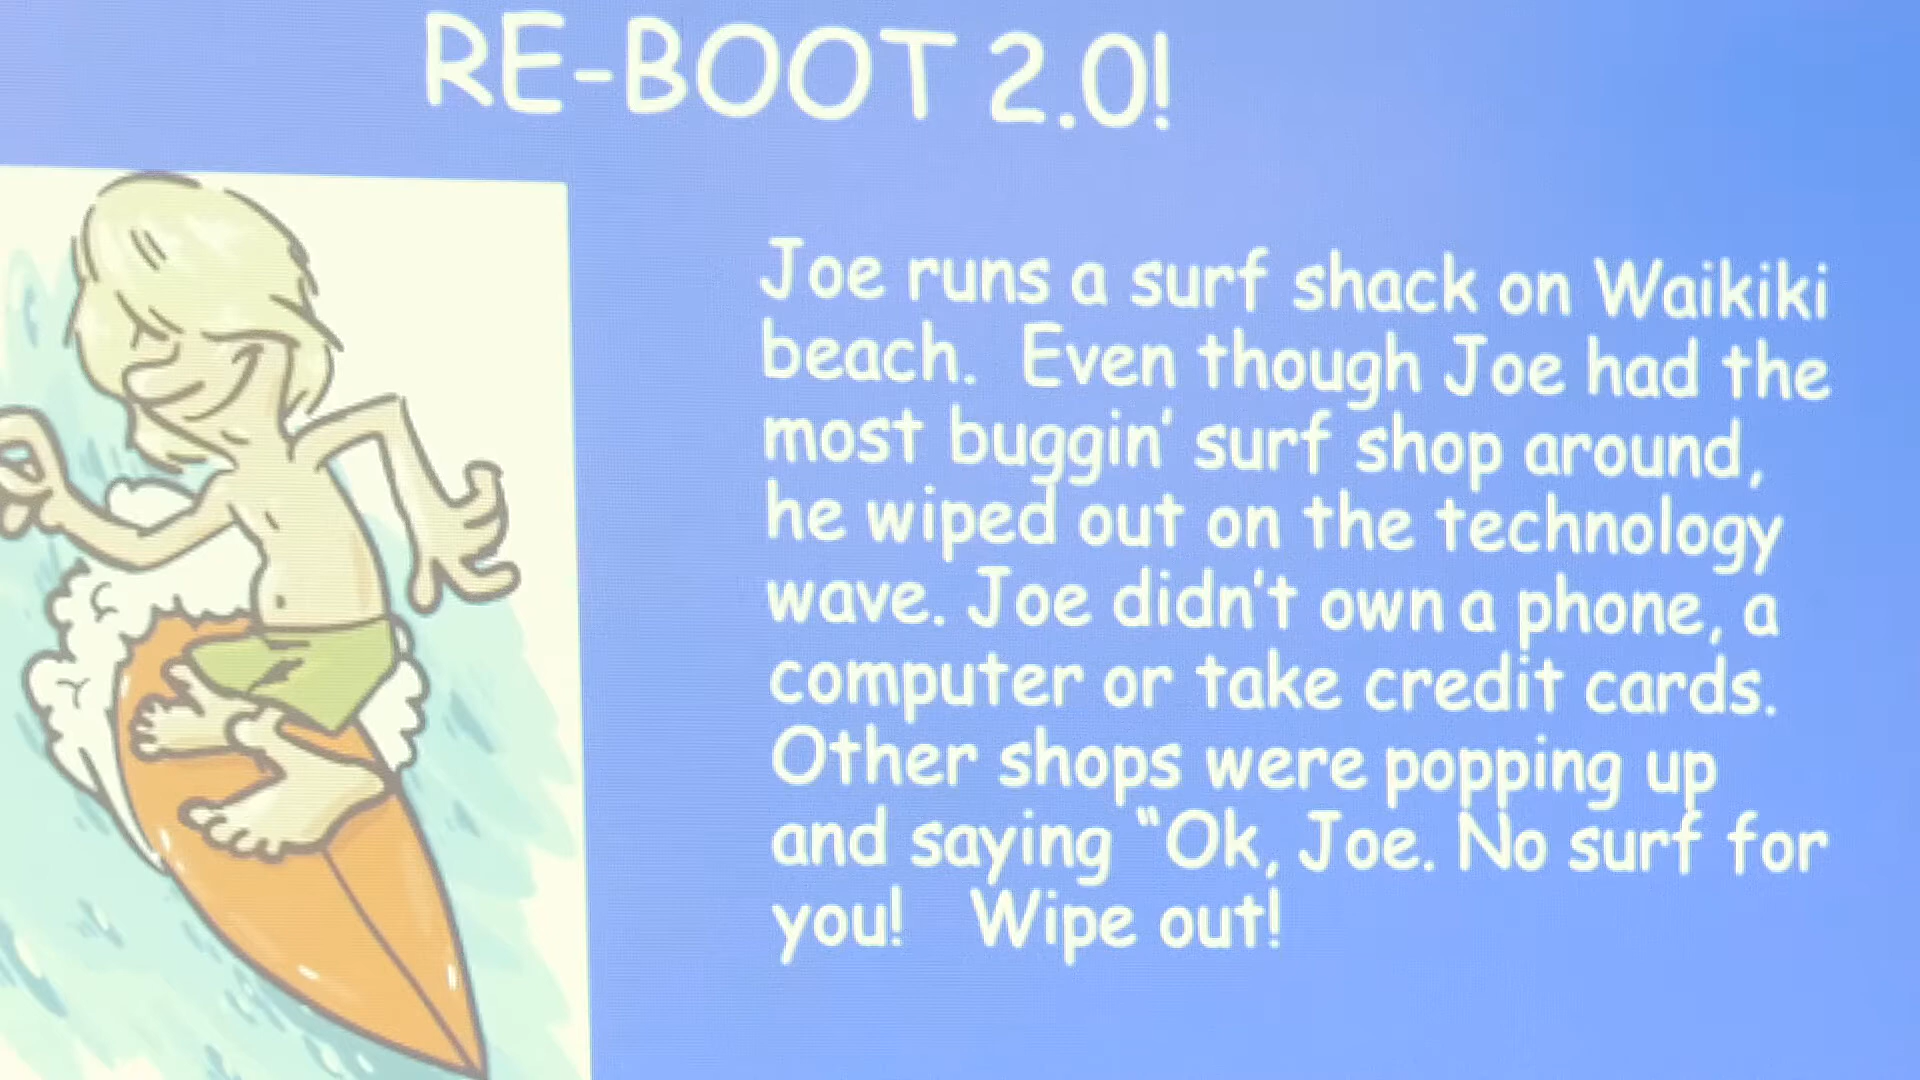 RE-BOOT 2.0!
Joe runs a surf shack on Waikiki
beach.  Even though Joe had the
most buggin' surf shop around,
he wiped out on the technology
wave. Joe didn't own a phone, a
computer or take credit cards.
Other shops were popping up
and saying "Ok, Joe. No surf for
you!   Wipe out!